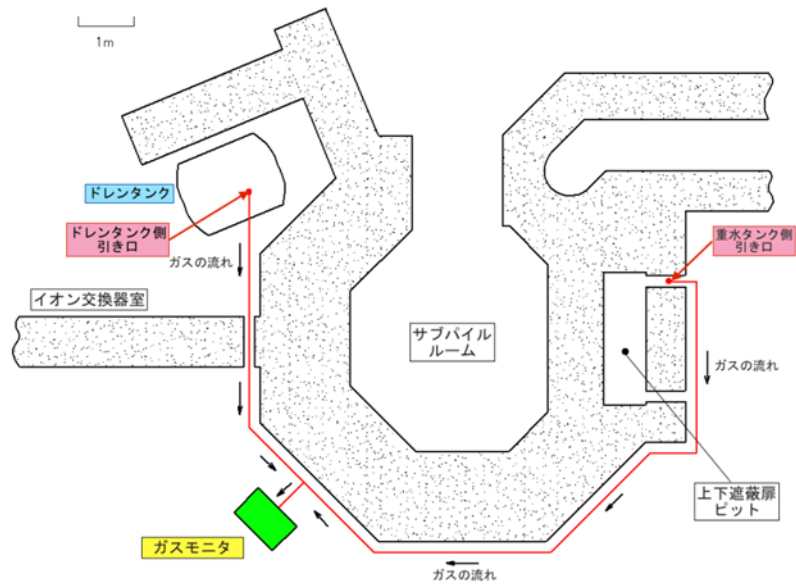 1m
ドレンタンク
ドレンタンク側
引き口
ガスの流れ
重水タンク側
引き口
イオン交換器室
サブパイル
ルーム
ガスの流れ
上下遮蔽扉
ピット
ガスモニタ
ガスの流れ